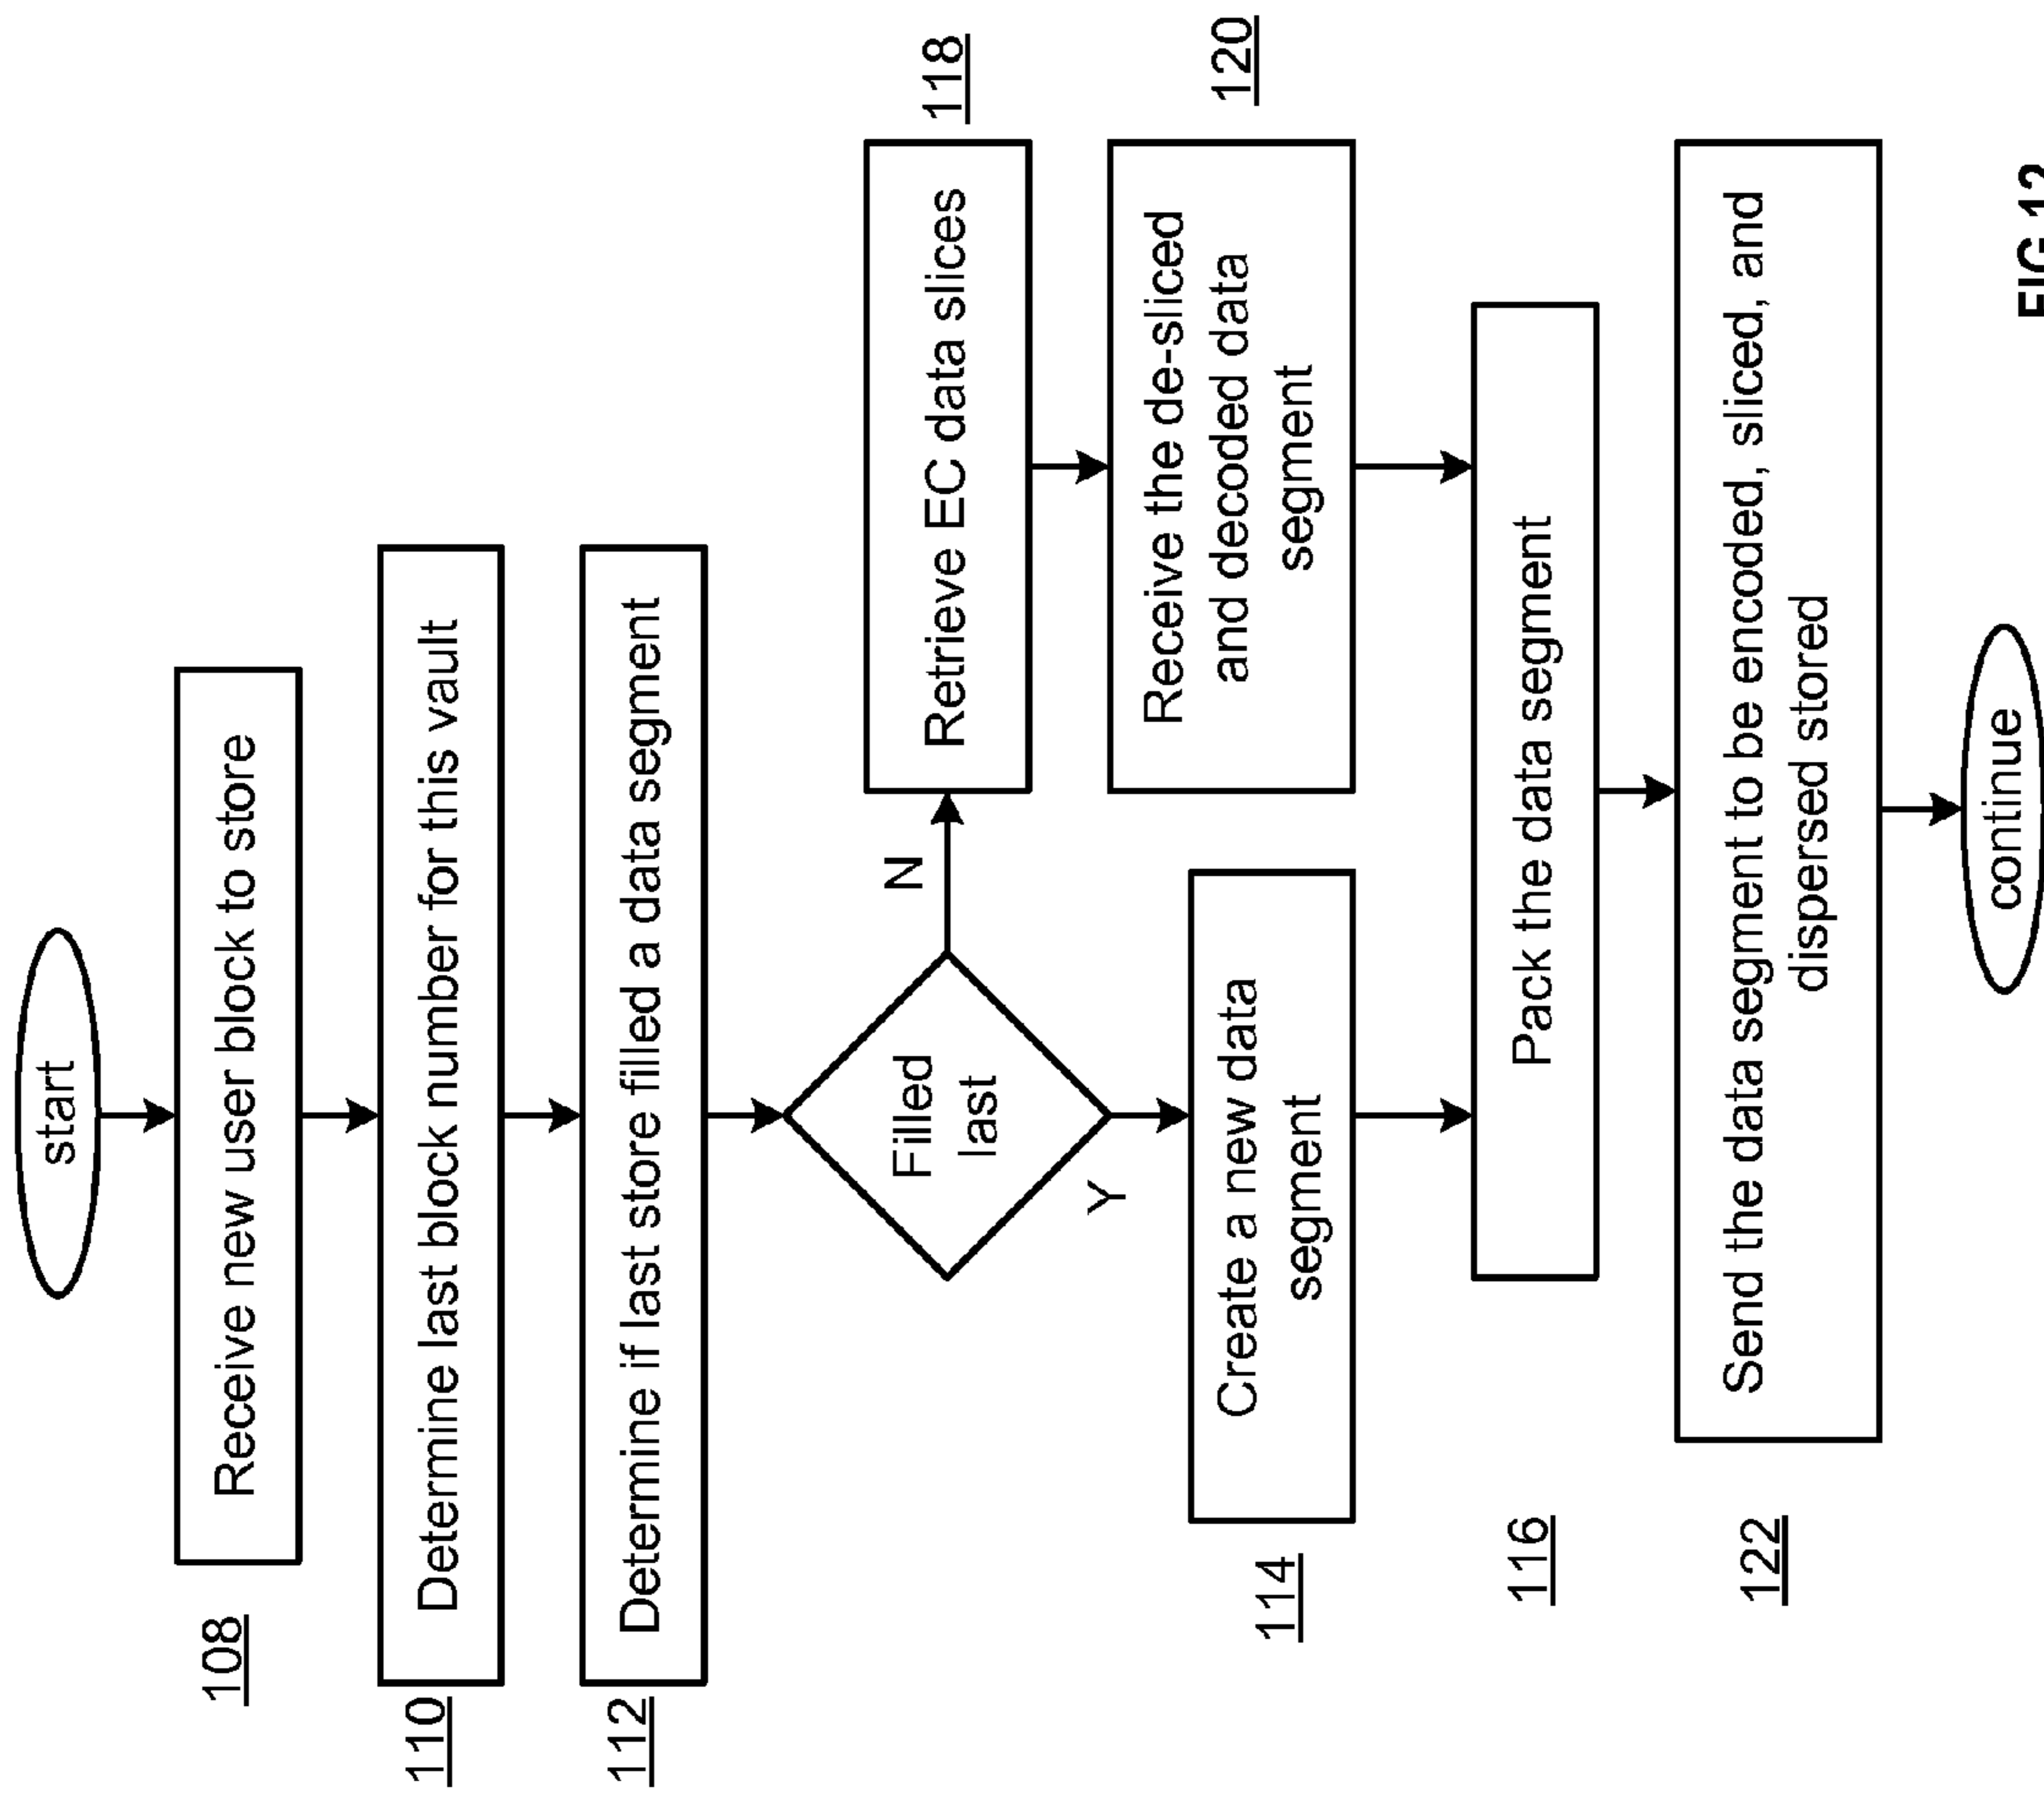 start
108
Receive new user block to store
110
Determine last block number for this vault
112
Determine if last store filled a data segment
Filled
last
N
Y
Retrieve EC data slices
118
Receive the de-sliced
and decoded data
segment
120
114
Create a new data
segment
116
Pack the data segment
122
Send the data segment to be encoded, sliced, and
dispersed stored
continue